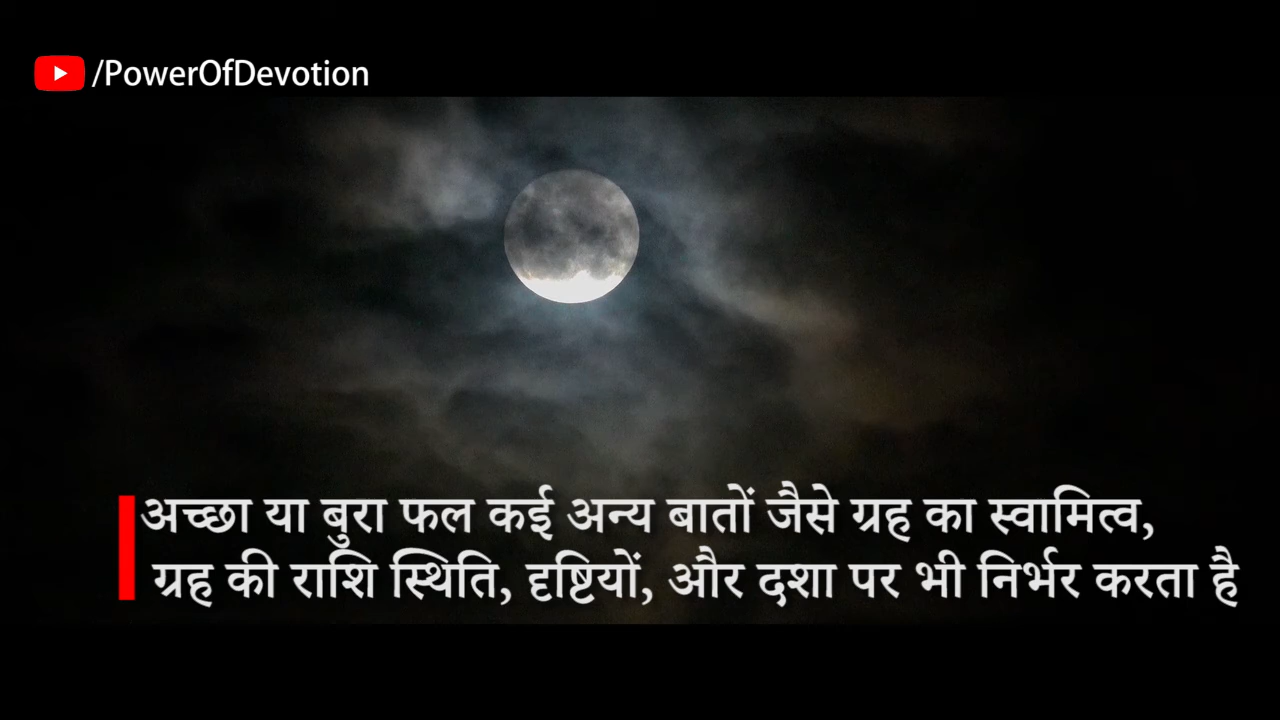 /PowerOfDevotion
अच्छा या बुरा फल कई अन्य बातों जैसे ग्रह का स्वामित्व,
ग्रह की राशि स्थिति, दृष्टियों, और दशा पर भी निर्भर करता है